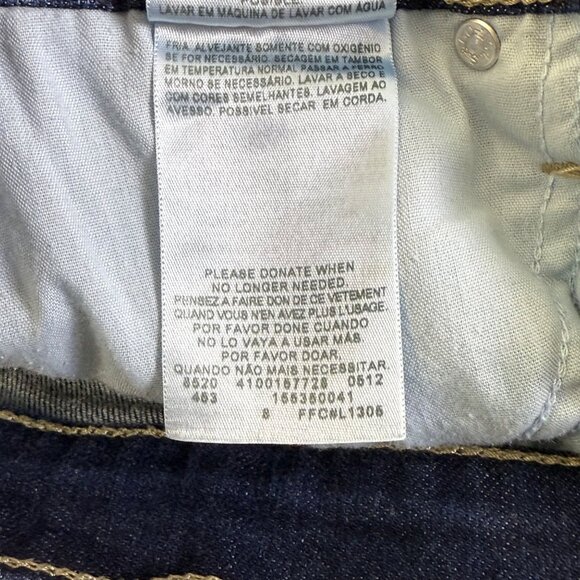 POSIBLE.
LAVAR EM MÁQUINA DE LAVAR COM ÁGUA
FRIA. ALVEJANTE SOMENTE COM OXIGÊNIO
SE FOR NECESSÁRIO. SECAGEM EM TAMBOR
EM TEMPERATURA NORMAL PASSAR A FERRO
MORNO SE NECESSÁRIO. LAVAR A SECO E
COM CORES SEMELHANTES. LAVAGEM AO
AVESSO. POSSÍVEL SECAR EM CORDA.
PLEASE DONATE WHEN
NO LONGER NEEDED.
PUNSEZ A FAIRE DON DE CE VETEMENT
QUAND VOUS N'EN AVEZ PLUS L'USAGE.
POR FAVOR DONE CUANDO
NO LO VAYA A USAR MÁS
POR FAVOR DOAR,
QUANDO NÃO MAIS NECESSITAR.
8520 4100157728 0512
463 155350041
8 FFC#L1305